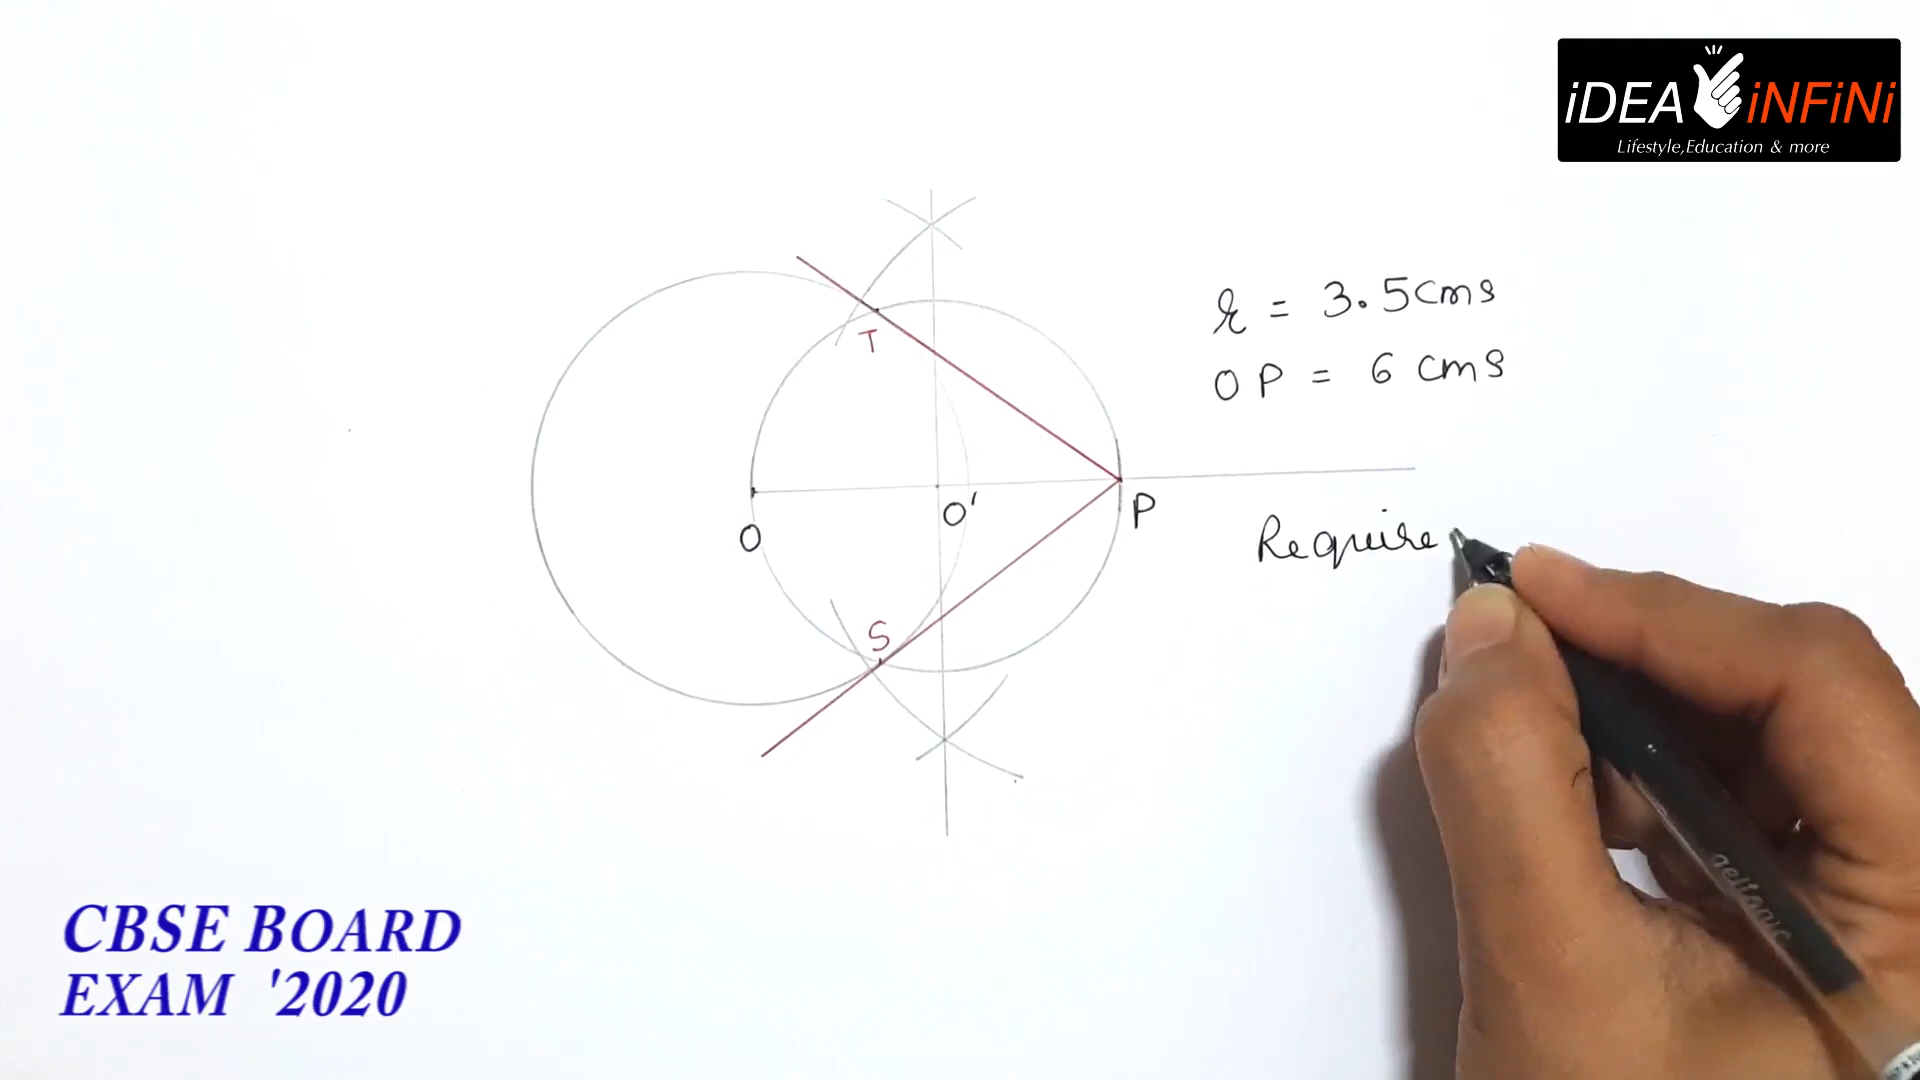 iDEA iNFiNi
Lifestyle,Education & more
r = 3.5cms
OP = 6 cms
T
O
O'
P
Require
S
CBSE BOARD
EXAM '2020